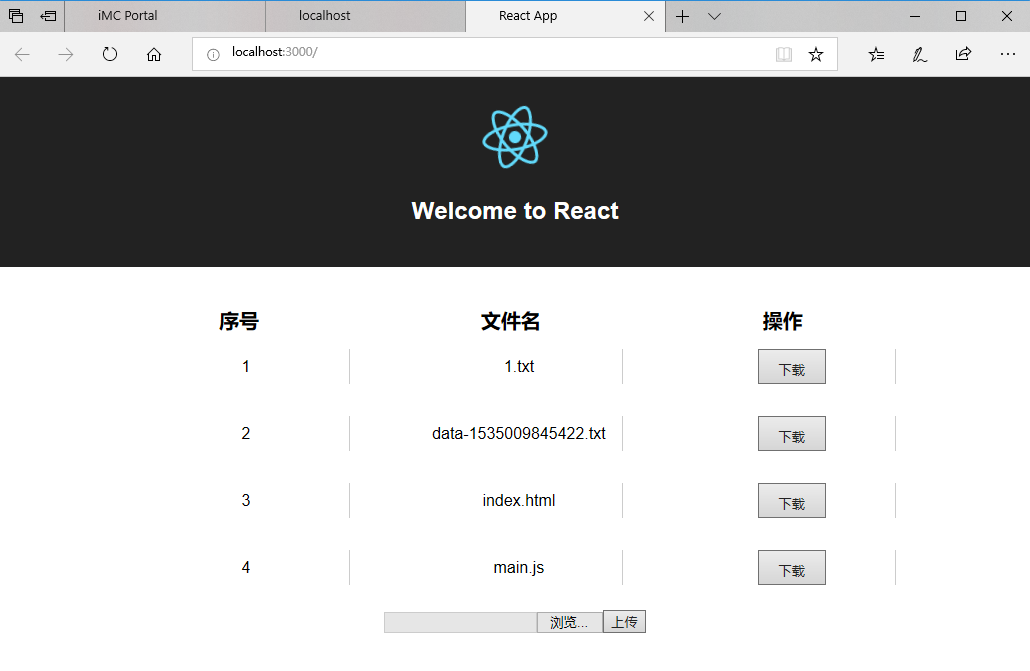 iMC Portal localhost React App
localhost:3000/
Welcome to React
序号 文件名 操作
1 1.txt 下载
2 data-1535009845422.txt 下载
3 index.html 下载
4 main.js 下载
浏览... 上传